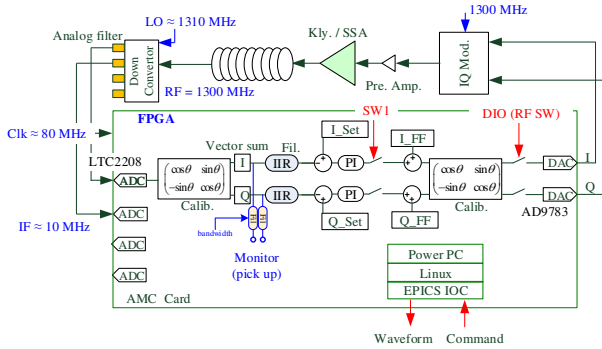 1300 MHz
LO ≈ 1310 MHz
Kly. / SSA
Analog filter
Down
Convertor
IQ Mod.
Pre. Amp.
RF = 1300 MHz
FPGA
SW1
DIO (RF SW)
Clk ≈ 80 MHz
I_Set
I_FF
Vector sum
Fil.
LTC2208
ADC
cosθ sinθ
-sinθ cosθ
I
IIR
PI
cosθ sinθ
-sinθ cosθ
DAC
I
Calib.
Q
IIR
PI
DAC
Q
ADC
Q_Set
Q_FF
Calib.
AD9783
IF ≈ 10 MHz
bandwidth
Fil
Fil
ADC
Monitor
(pick up)
Power PC
Linux
EPICS IOC
ADC
AMC Card
Waveform
Command